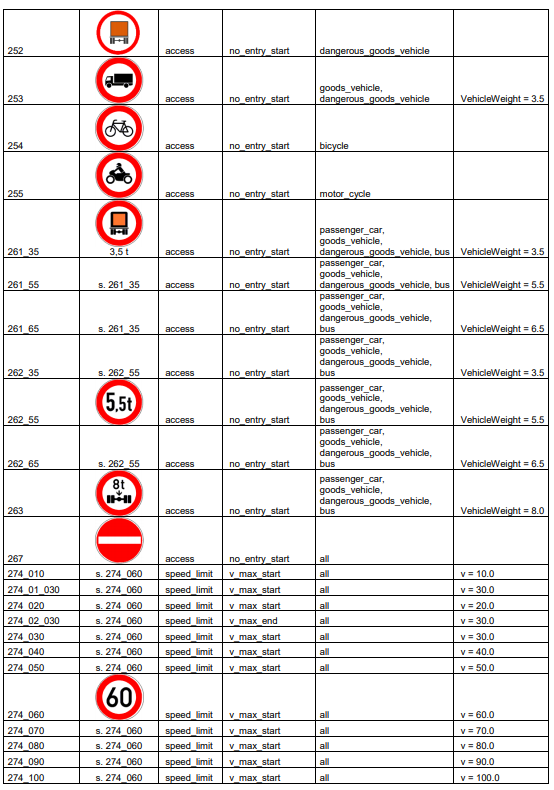 252 access no_entry_start dangerous_goods_vehicle
goods_vehicle,
253 access no_entry_start dangerous_goods_vehicle VehicleWeight = 3.5
254 access no_entry_start bicycle
255 access no_entry_start motor_cycle
passenger_car,
goods_vehicle,
261_35 3,5 t access no_entry_start dangerous_goods_vehicle, bus VehicleWeight = 3.5
passenger_car,
goods_vehicle,
261_55 s. 261_35 access no_entry_start dangerous_goods_vehicle, bus VehicleWeight = 5.5
passenger_car,
goods_vehicle,
dangerous_goods_vehicle,
261_65 s. 261_35 access no_entry_start bus VehicleWeight = 6.5
passenger_car,
goods_vehicle,
dangerous_goods_vehicle,
262_35 s. 262_55 access no_entry_start bus VehicleWeight = 3.5
passenger_car,
goods_vehicle,
5,5t
dangerous_goods_vehicle,
262_55 access no_entry_start bus VehicleWeight = 5.5
passenger_car,
goods_vehicle,
dangerous_goods_vehicle,
262_65 s. 262_55 access no_entry_start bus VehicleWeight = 6.5
passenger_car,
8t
goods_vehicle,
dangerous_goods_vehicle,
263 access no_entry_start bus VehicleWeight = 8.0
267 access no_entry_start all
274_010 s. 274_060 speed_limit v_max_start all v = 10.0
274_01_030 s. 274_060 speed_limit v_max_start all v = 30.0
274_020 s. 274_060 speed_limit v_max_start all v = 20.0
274_02_030 s. 274_060 speed_limit v_max_end all v = 30.0
274_030 s. 274_060 speed_limit v_max_start all v = 30.0
274_040 s. 274_060 speed_limit v_max_start all v = 40.0
274_050 s. 274_060 speed_limit v_max_start all v = 50.0
60
274_060 speed_limit v_max_start all v = 60.0
274_070 s. 274_060 speed_limit v_max_start all v = 70.0
274_080 s. 274_060 speed_limit v_max_start all v = 80.0
274_090 s. 274_060 speed_limit v_max_start all v = 90.0
274_100 s. 274_060 speed_limit v_max_start all v = 100.0